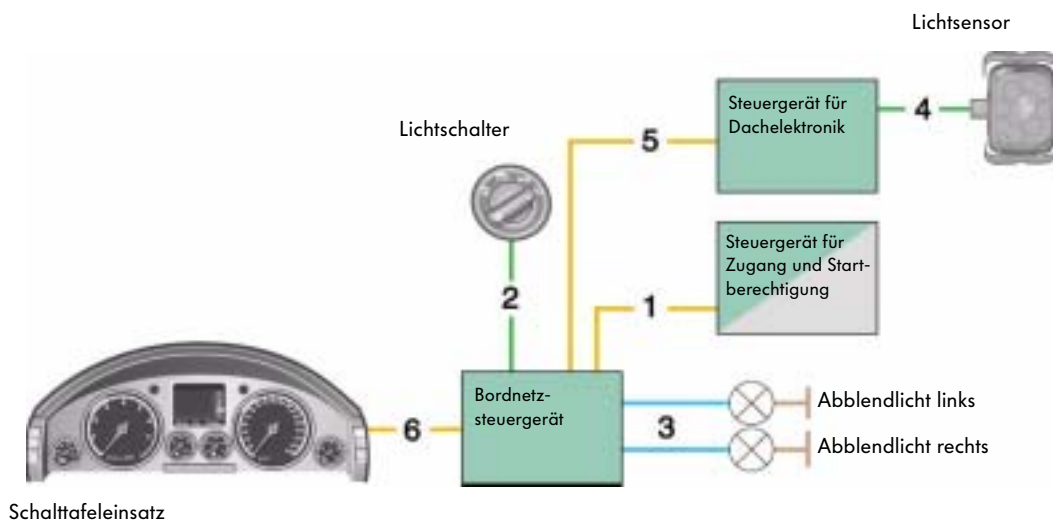 Lichtsensor
Steuergerät für
Dachelektronik
4
Lichtschalter
5
Steuergerät für
Zugang und Start-
berechtigung
2
1
Bordnetz-
steuergerät
Abblendlicht links
6
3
Abblendlicht rechts
Schalttafeleinsatz